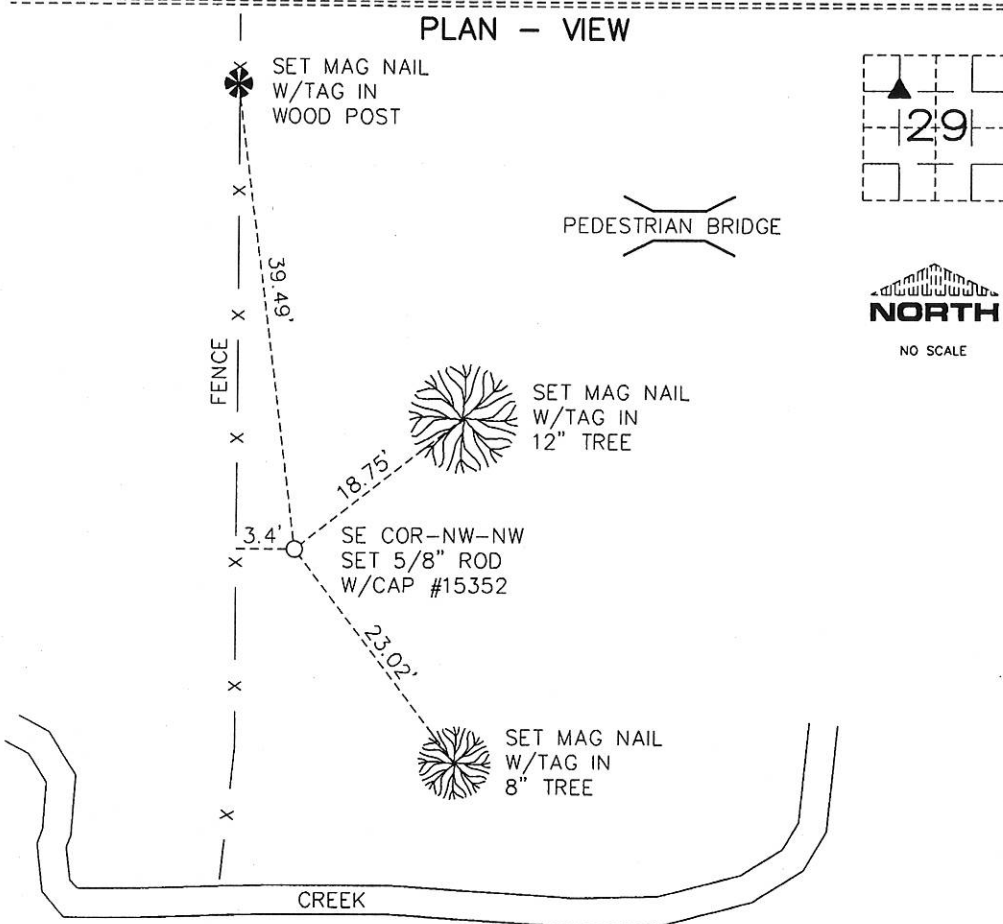 PLAN - VIEW
SET MAG NAIL
W/TAG IN
WOOD POST
29
PEDESTRIAN BRIDGE
NORTH
NO SCALE
39.49'
FENCE
SET MAG NAIL
W/TAG IN
12" TREE
18.75'
3.4'
SE COR-NW-NW
SET 5/8" ROD
W/CAP #15352
23.02'
SET MAG NAIL
W/TAG IN
8" TREE
CREEK